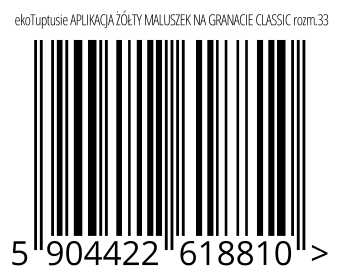 ekoTuptusie APLIKACJA ŻÓŁTY MALUSZEK NA GRANACIE CLASSIC rozm.33
5 904422 618810 >